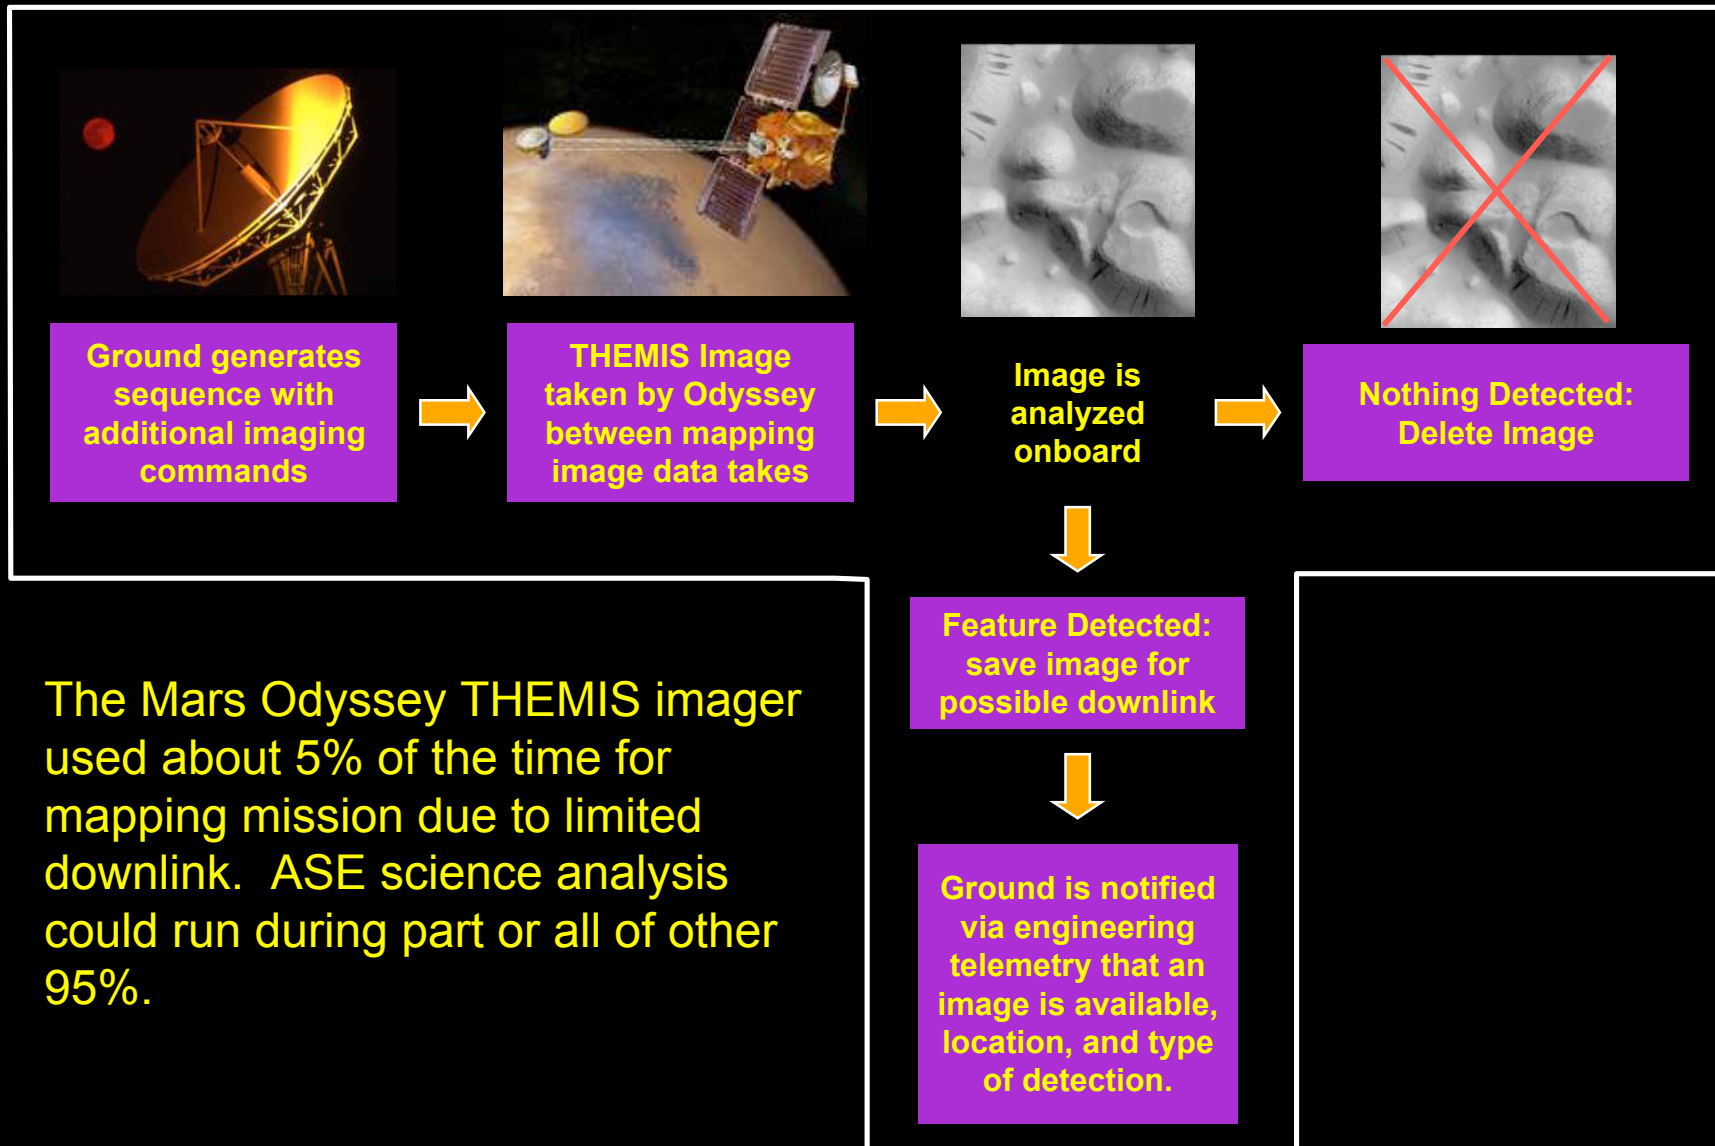 Ground generates
sequence with
additional imaging
commands
THEMIS Image
taken by Odyssey
between mapping
image data takes
Image is
analyzed
onboard
Nothing Detected:
Delete Image
Feature Detected:
save image for
possible downlink
Ground is notified
via engineering
telemetry that an
image is available,
location, and type
of detection.
The Mars Odyssey THEMIS imager
used about 5% of the time for
mapping mission due to limited
downlink.  ASE science analysis
could run during part or all of other
95%.